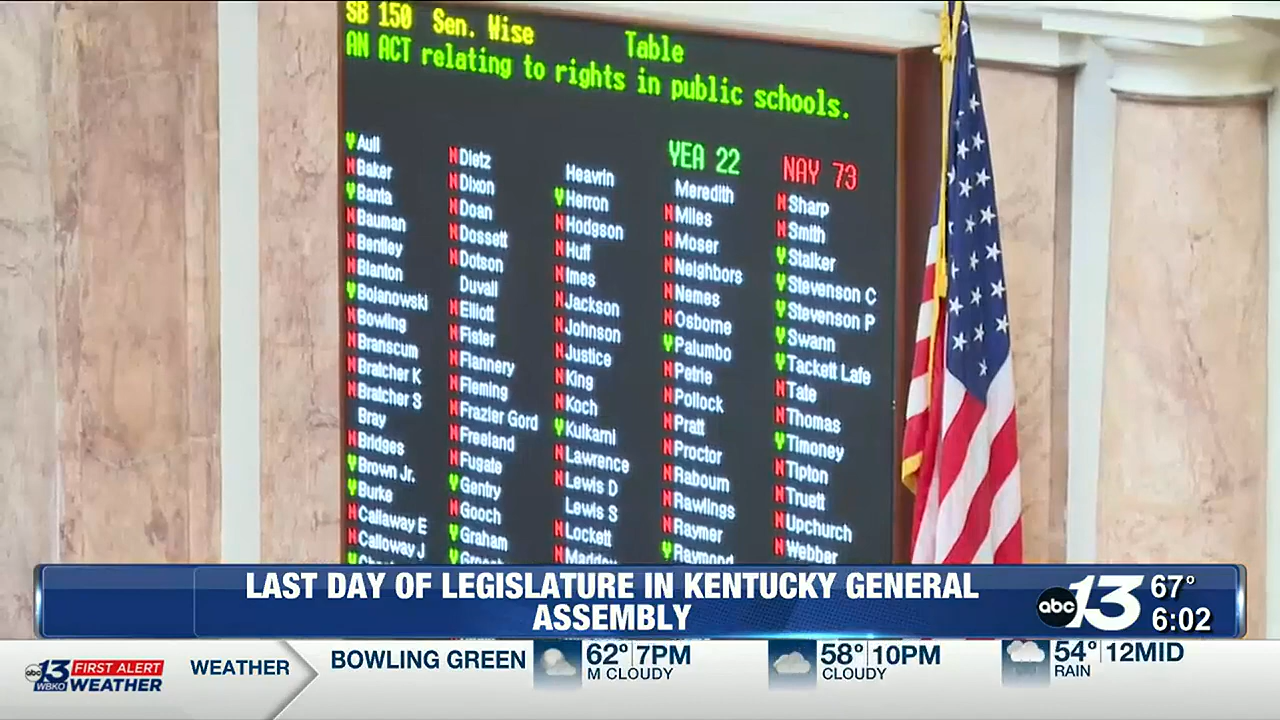 SB 150 Sen. Wise
Table
AN ACT relating to rights in public schools.
YEA 22 NAY 73
Y Aull
N Baker
Y Banta
N Bauman
N Bentley
N Blanton
Y Bojanowski
N Bowling
N Branscum
N Bratcher K
N Bratcher S
Bray
N Bridges
Y Brown Jr.
Y Burke
N Callaway E
N Calloway J
N Dietz
N Dixon
N Doan
N Dossett
N Dotson
Duvall
N Elliott
N Fister
N Flannery
N Fleming
N Frazier Gord
N Freeland
N Fugate
Y Gentry
N Gooch
Y Graham
Heavrin
Y Herron
N Hodgson
N Huff
N Imes
N Jackson
N Johnson
N Justice
N King
N Koch
Y Kulkarni
N Lawrence
N Lewis D
Lewis S
N Lockett
N Maddox
Meredith
N Miles
N Moser
N Neighbors
N Nemes
N Osborne
Y Palumbo
N Petrie
N Pollock
N Pratt
N Proctor
N Rabourn
N Rawlings
N Raymer
Y Raymond
N Sharp
N Smith
Y Stalker
Y Stevenson C
Y Stevenson P
Y Swann
Y Tackett Lafe
N Tate
N Thomas
Y Timoney
N Tipton
N Truett
N Upchurch
N Webber
LAST DAY OF LEGISLATURE IN KENTUCKY GENERAL
ASSEMBLY
abc 13
67°
6:02
abc 13 WBKO FIRST ALERT WEATHER
WEATHER
BOWLING GREEN
62° 7PM
M CLOUDY
58° 10PM
CLOUDY
54° 12MID
RAIN